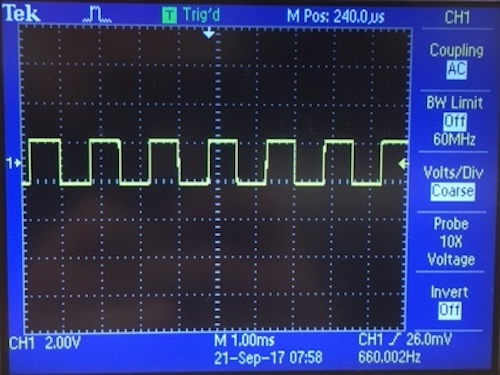 Tek T Trig'd M Pos: 240.0µs CH1
Coupling
AC
BW Limit
Off
60MHz
1
Volts/Div
Coarse
Probe
10X
Voltage
Invert
Off
CH1 2.00V M 1.00ms CH1 26.0mV
21-Sep-17 07:58 660.002Hz